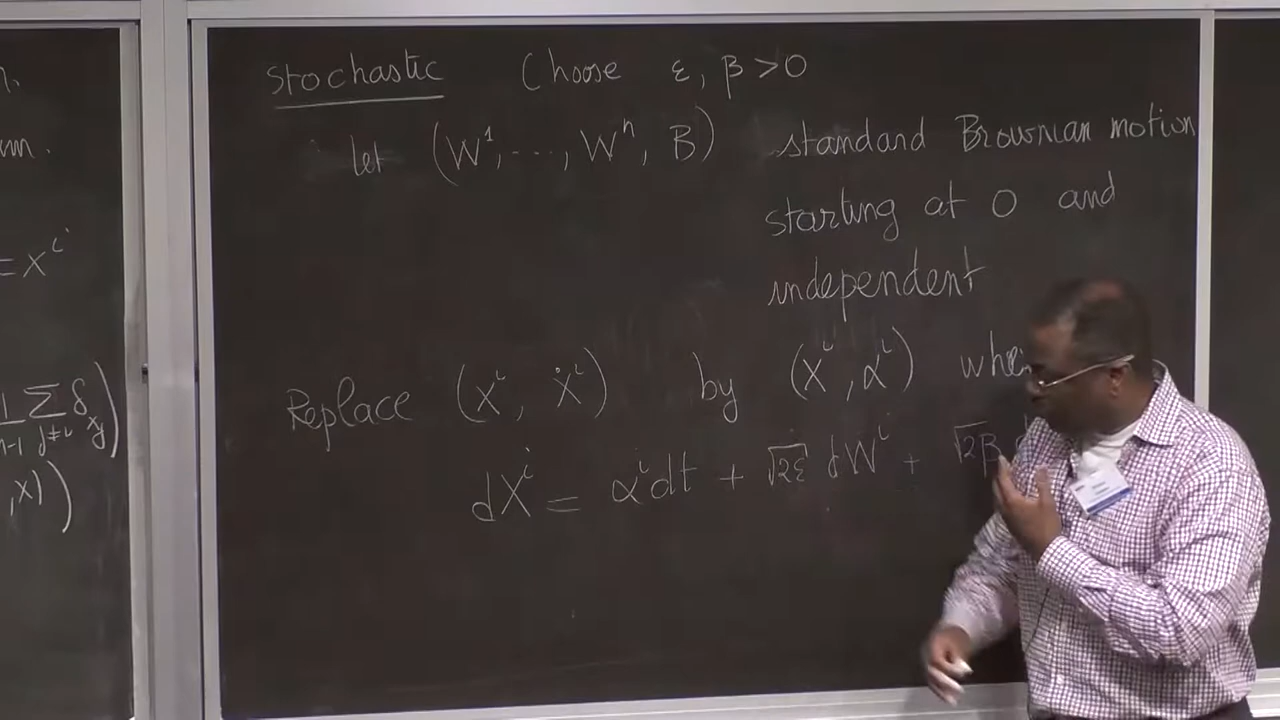 Stochastic Choose ε, β > 0
let (W¹, ..., Wⁿ, B) standard Brownian motion
starting at 0 and
independent
Replace (xⁱ, ẋⁱ) by (Xⁱ, αⁱ)
dXⁱ = αⁱdt + √2ε dWⁱ + √2β
= xⁱ
Σ δ
j≠i
,x))